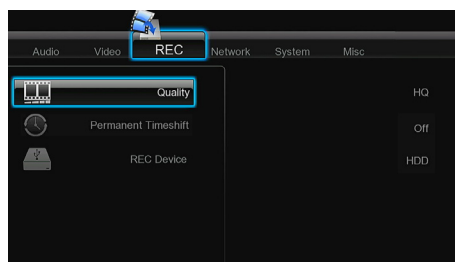 Audio Video REC Network System Misc
Quality HQ
Permanent Timeshift Off
REC Device HDD